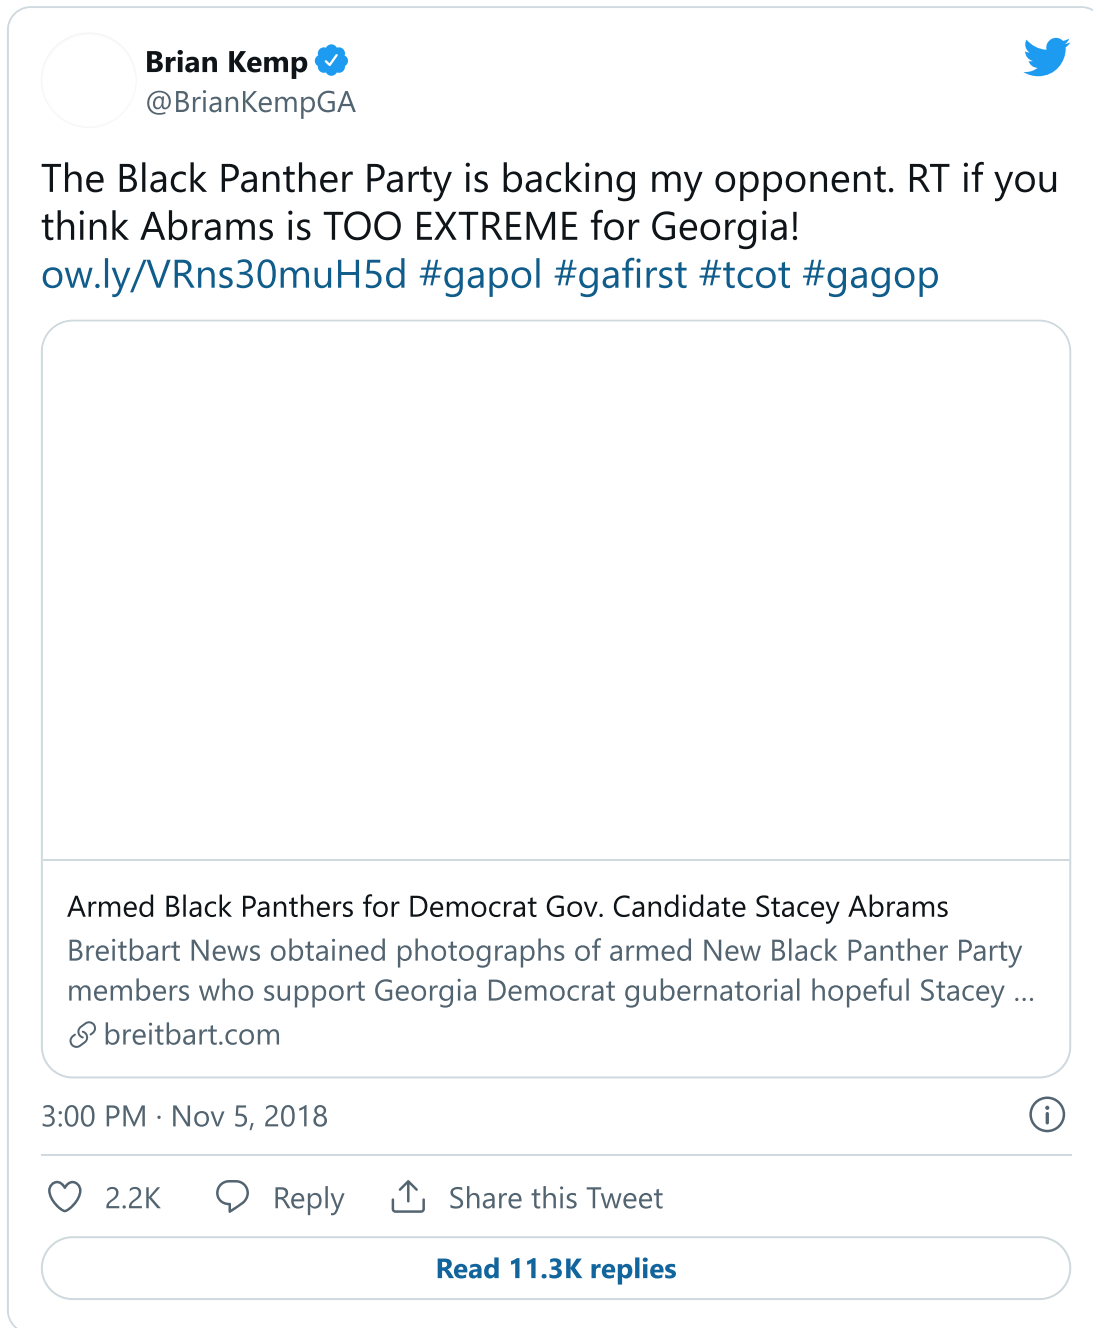 Brian Kemp
@BrianKempGA
The Black Panther Party is backing my opponent. RT if you
think Abrams is TOO EXTREME for Georgia!
ow.ly/VRns30muH5d #gapol #gafirst #tcot #gagop
Armed Black Panthers for Democrat Gov. Candidate Stacey Abrams
Breitbart News obtained photographs of armed New Black Panther Party
members who support Georgia Democrat gubernatorial hopeful Stacey ...
breitbart.com
3:00 PM · Nov 5, 2018
2.2K Reply Share this Tweet
Read 11.3K replies